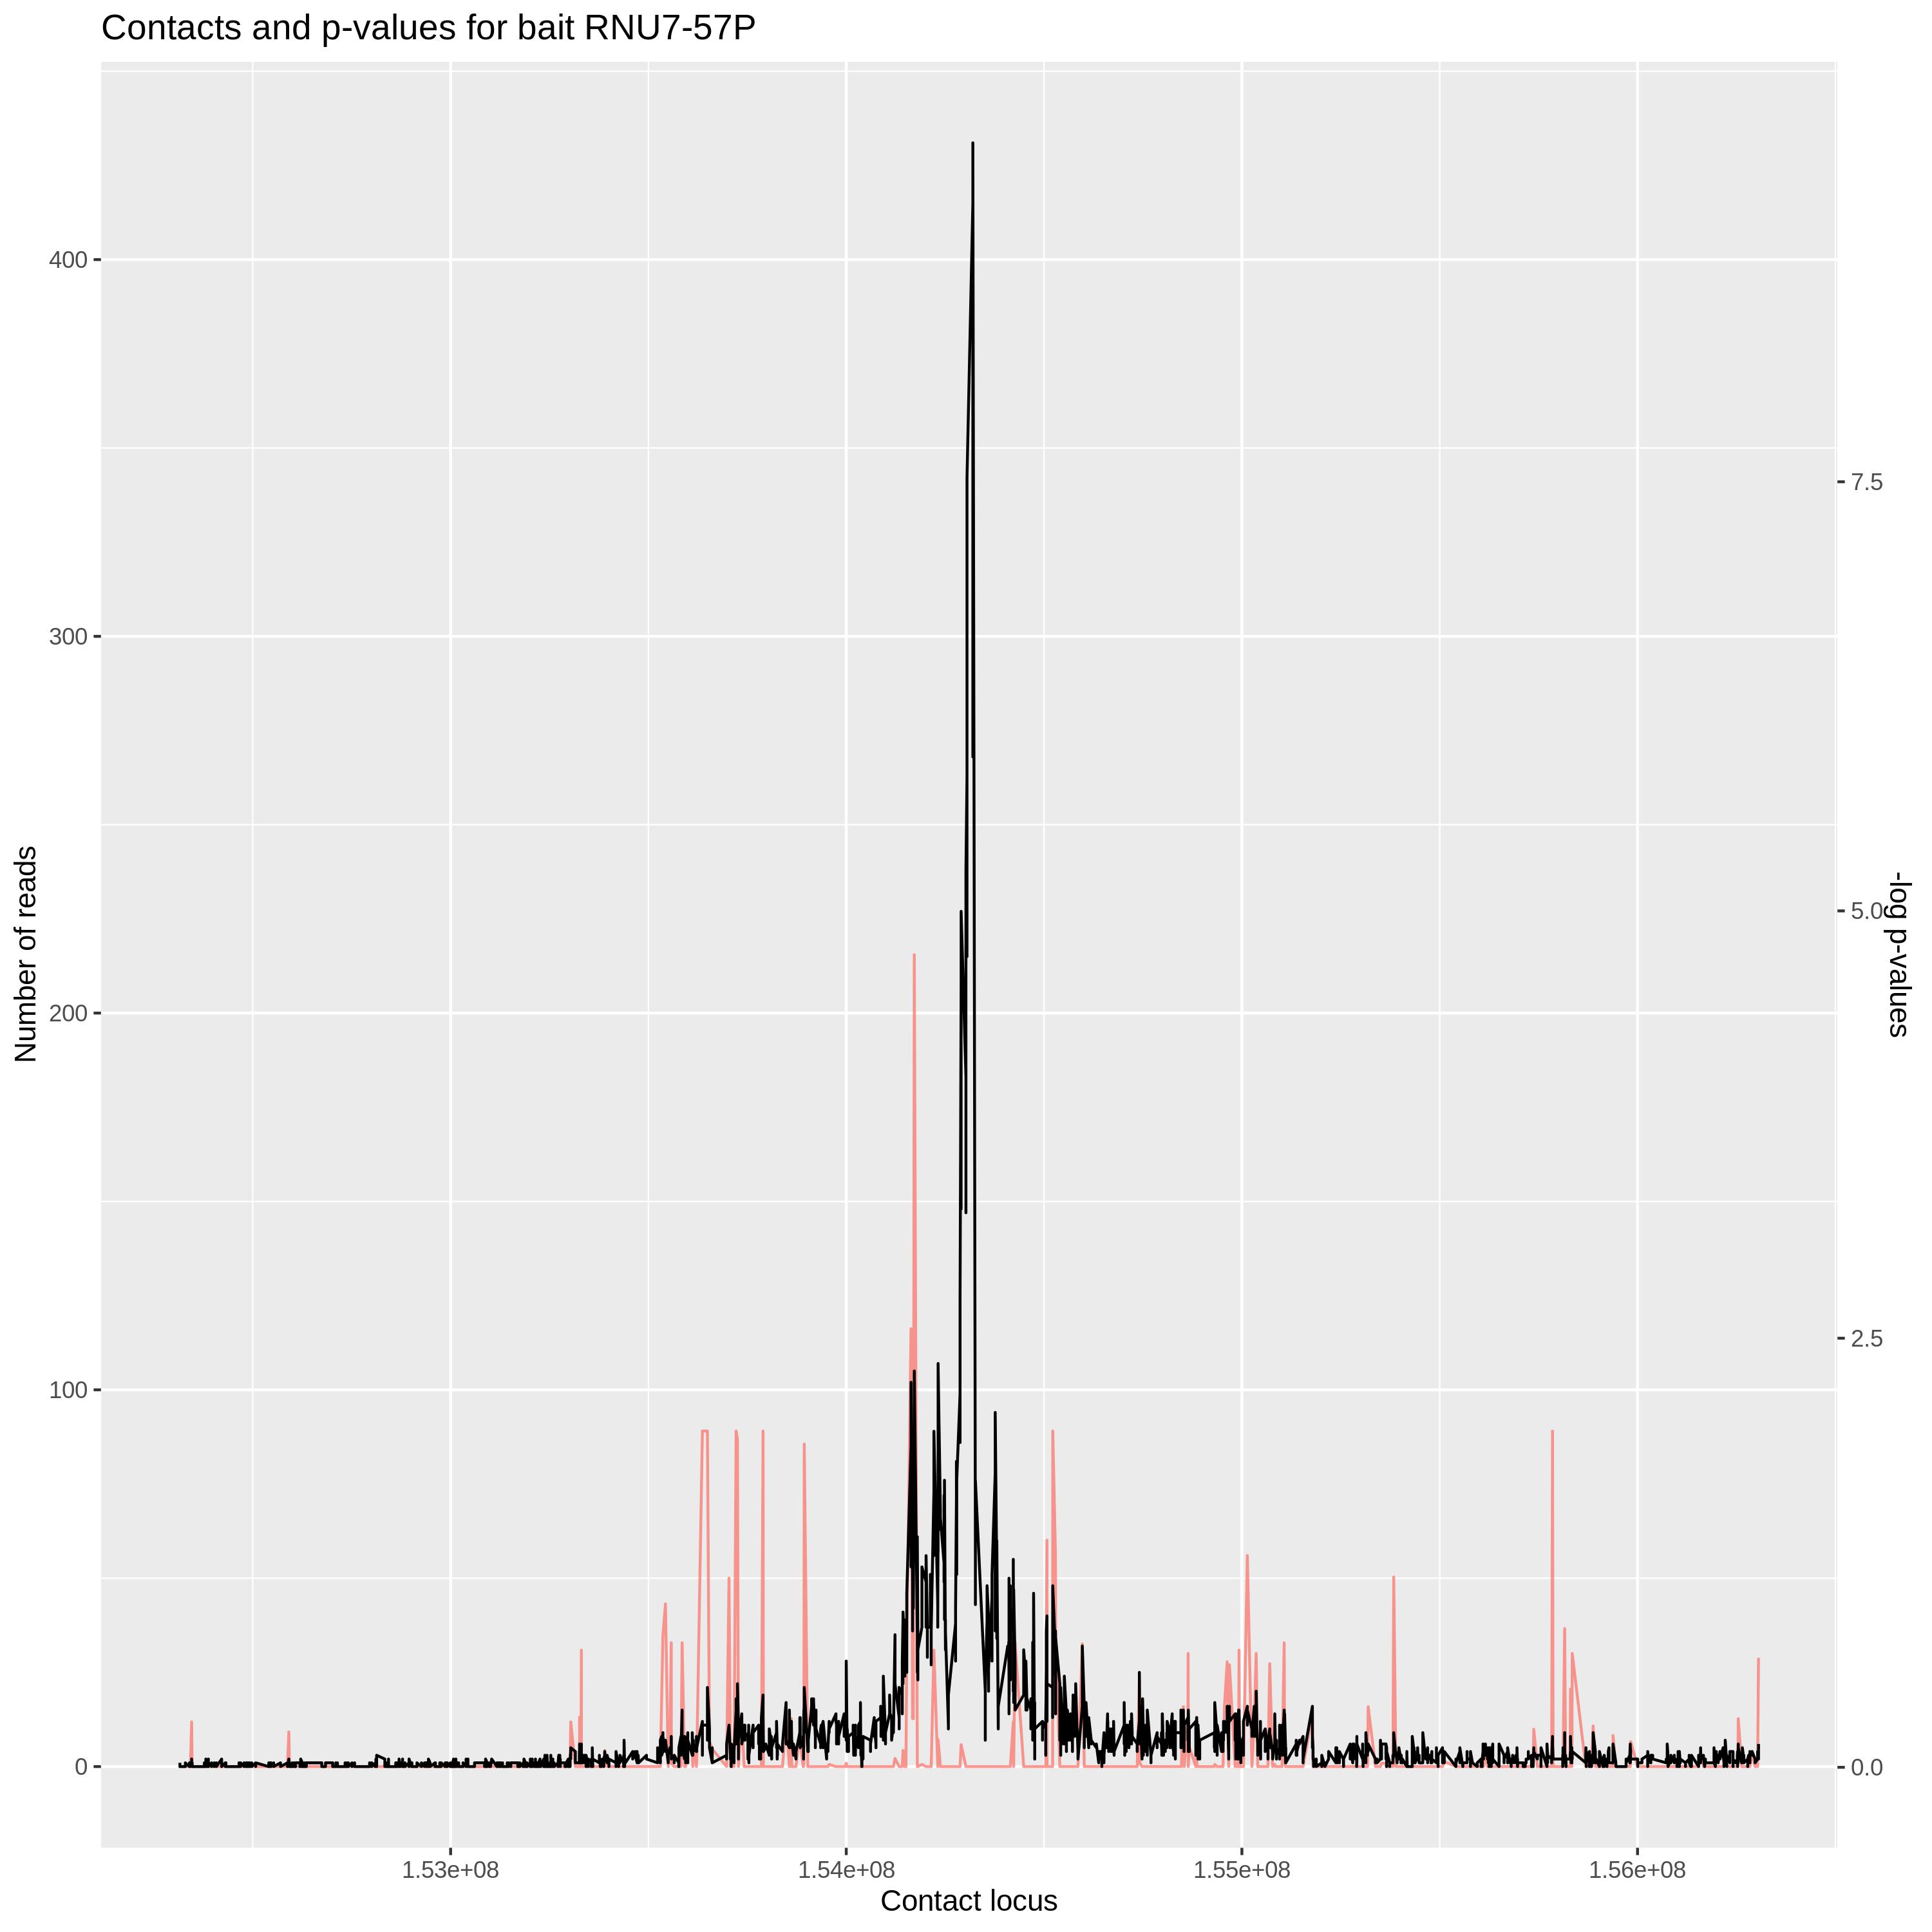 Contacts and p-values for bait RNU7-57P
400
300
200
100
0
7.5
5.0
2.5
0.0
Number of reads
-log p-values
1.53e+08
1.54e+08
1.55e+08
1.56e+08
Contact locus